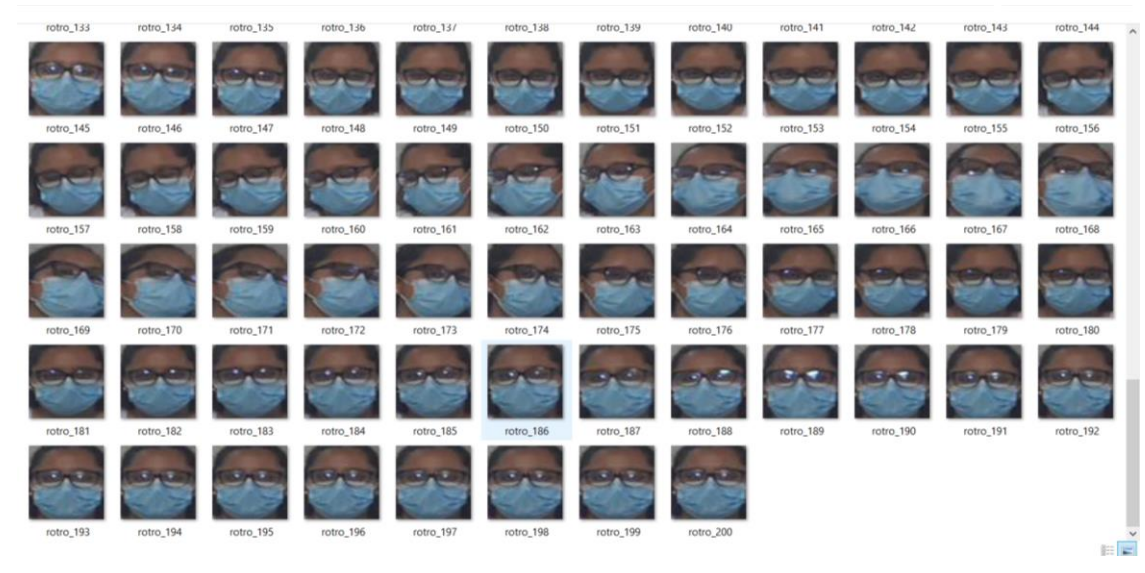 rotro_133 rotro_134 rotro_135 rotro_136 rotro_137 rotro_138 rotro_139 rotro_140 rotro_141 rotro_142 rotro_143 rotro_144
rotro_145 rotro_146 rotro_147 rotro_148 rotro_149 rotro_150 rotro_151 rotro_152 rotro_153 rotro_154 rotro_155 rotro_156
rotro_157 rotro_158 rotro_159 rotro_160 rotro_161 rotro_162 rotro_163 rotro_164 rotro_165 rotro_166 rotro_167 rotro_168
rotro_169 rotro_170 rotro_171 rotro_172 rotro_173 rotro_174 rotro_175 rotro_176 rotro_177 rotro_178 rotro_179 rotro_180
rotro_181 rotro_182 rotro_183 rotro_184 rotro_185 rotro_186 rotro_187 rotro_188 rotro_189 rotro_190 rotro_191 rotro_192
rotro_193 rotro_194 rotro_195 rotro_196 rotro_197 rotro_198 rotro_199 rotro_200